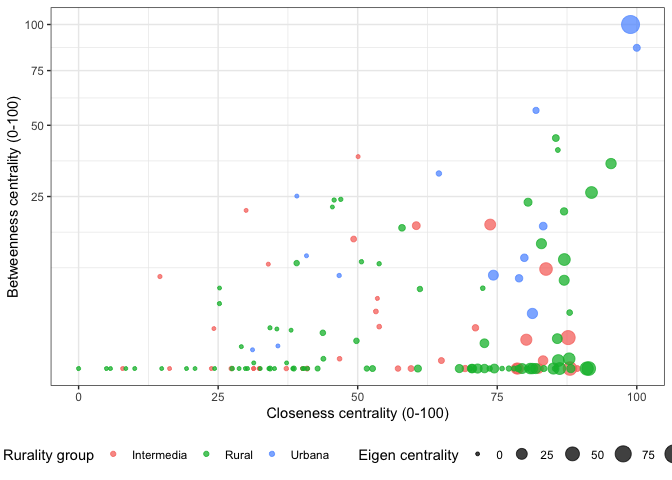 Betweenness centrality (0-100)
100
75
50
25
0 25 50 75 100
Closeness centrality (0-100)
Rurality group Intermedia Rural Urbana Eigen centrality 0 25 50 75